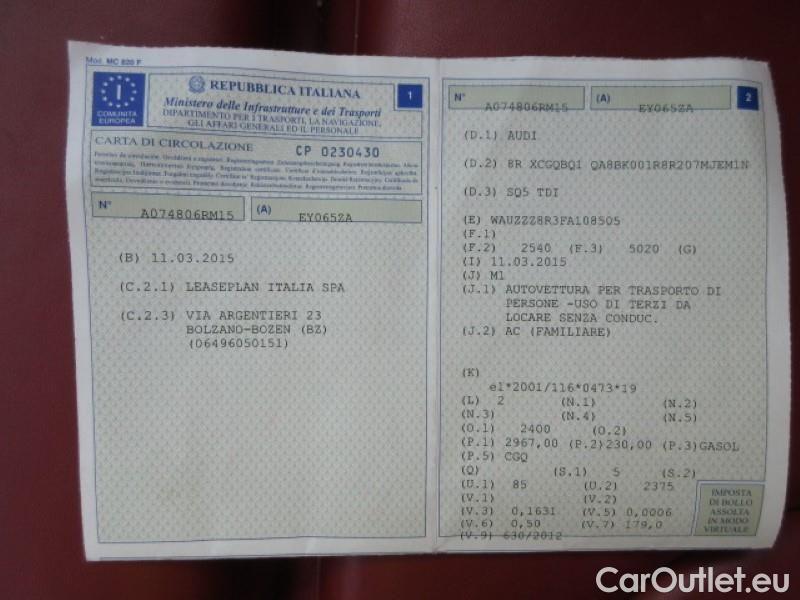 Mod. MC 820 F
I
COMUNITÀ
EUROPEA
REPUBBLICA ITALIANA
1
Ministero delle Infrastrutture e dei Trasporti
DIPARTIMENTO PER I TRASPORTI, LA NAVIGAZIONE,
GLI AFFARI GENERALI ED IL PERSONALE
CARTA DI CIRCOLAZIONE CP 0230430
N° A074806RM15 (A) EY065ZA
(B) 11.03.2015
(C.2.1) LEASEPLAN ITALIA SPA
(C.2.3) VIA ARGENTIERI 23
BOLZANO-BOZEN (BZ)
(06496050151)
N° A074806RM15 (A) EY065ZA 2
(D.1) AUDI
(D.2) 8R XCGQBQ1 QA8BK001R8R207MJEM1N
(D.3) SQ5 TDI
(E) WAUZZZ8R3FA108505
(F.1)
(F.2) 2540 (F.3) 5020 (G)
(I) 11.03.2015
(J) M1
(J.1) AUTOVETTURA PER TRASPORTO DI
PERSONE -USO DI TERZI DA
LOCARE SENZA CONDUC.
(J.2) AC (FAMILIARE)
(K)
e1*2001/116*0473*19
(L) 2 (N.1) (N.2)
(N.3) (N.4) (N.5)
(O.1) 2400 (O.2)
(P.1) 2967,00 (P.2) 230,00 (P.3) GASOL
(P.5) CGQ
(Q) (S.1) 5 (S.2)
(U.1) 85 (U.2) 2375
(V.1) (V.2)
(V.3) 0,1631 (V.5) 0,0006
(V.6) 0,50 (V.7) 179,0
(V.9) 630/2012
IMPOSTA
DI BOLLO
ASSOLTA
IN MODO
VIRTUALE
CarOutlet.eu